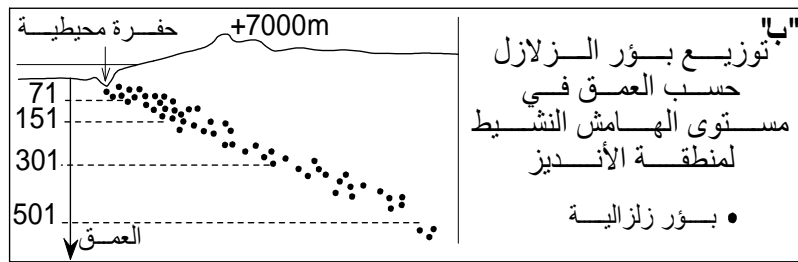 "ب"
توزيع بؤر الزلازل
حسب العمق في
مستوى الهامش النشيط
لمنطقة الأنديز
• بؤر زلزالية
حفرة محيطية
+7000m
71
151
301
501
العمق